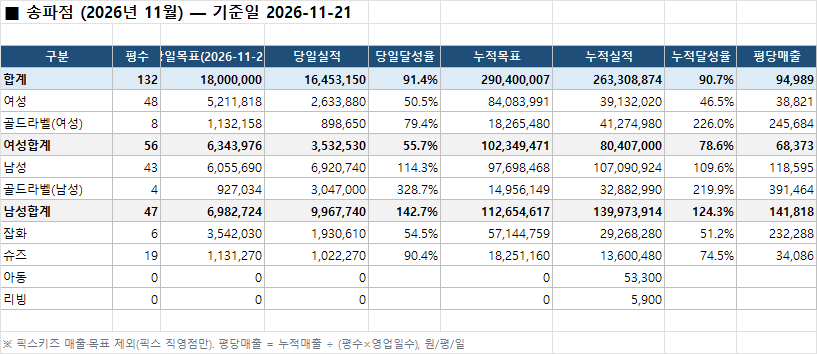 ■ 송파점 (2026년 11월) — 기준일 2026-11-21
구분 평수 당일목표(2026-11-2 당일실적 당일달성율 누적목표 누적실적 누적달성율 평당매출
합계 132 18,000,000 16,453,150 91.4% 290,400,007 263,308,874 90.7% 94,989
여성 48 5,211,818 2,633,880 50.5% 84,083,991 39,132,020 46.5% 38,821
골드라벨(여성) 8 1,132,158 898,650 79.4% 18,265,480 41,274,980 226.0% 245,684
여성합계 56 6,343,976 3,532,530 55.7% 102,349,471 80,407,000 78.6% 68,373
남성 43 6,055,690 6,920,740 114.3% 97,698,468 107,090,924 109.6% 118,595
골드라벨(남성) 4 927,034 3,047,000 328.7% 14,956,149 32,882,990 219.9% 391,464
남성합계 47 6,982,724 9,967,740 142.7% 112,654,617 139,973,914 124.3% 141,818
잡화 6 3,542,030 1,930,610 54.5% 57,144,759 29,268,280 51.2% 232,288
슈즈 19 1,131,270 1,022,270 90.4% 18,251,160 13,600,480 74.5% 34,086
아동 0 0 0 0 53,300
리빙 0 0 0 0 5,900
※ 픽스키즈 매출·목표 제외(픽스 직영점만). 평당매출 = 누적매출 ÷ (평수×영업일수), 원/평/일